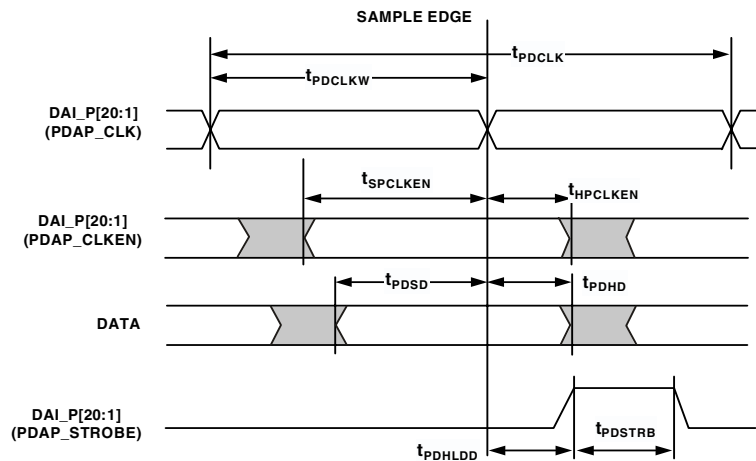 SAMPLE EDGE
tPDCLK
tPDCLKW
DAI_P[20:1]
(PDAP_CLK)
tSPCLKEN
tHPCLKEN
DAI_P[20:1]
(PDAP_CLKEN)
tPDSD
tPDHD
DATA
DAI_P[20:1]
(PDAP_STROBE)
tPDHLDD
tPDSTRB